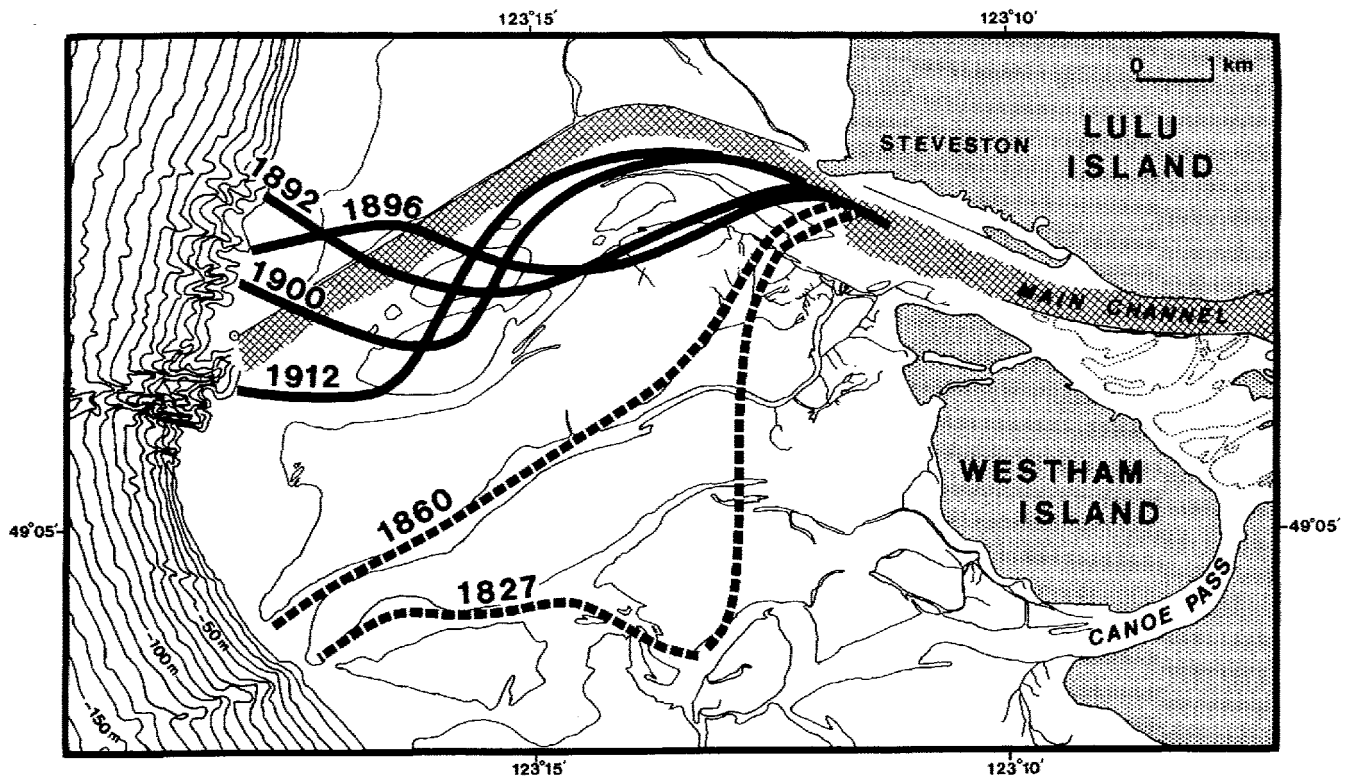 123°15′ 123°10′
0 1 km
LULU
ISLAND
STEVESTON
1892
1896
1900
MAIN CHANNEL
1912
WESTHAM
ISLAND
1860
49°05′ 49°05′
1827
CANOE PASS
-50m
-100m
-150m
123°15′ 123°10′